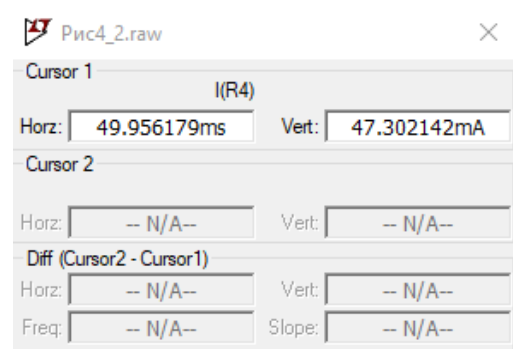 Рис4_2.raw
Cursor 1
I(R4)
Horz: 49.956179ms Vert: 47.302142mA
Cursor 2
Horz: -- N/A-- Vert: -- N/A--
Diff (Cursor2 - Cursor1)
Horz: -- N/A-- Vert: -- N/A--
Freq: -- N/A-- Slope: -- N/A--